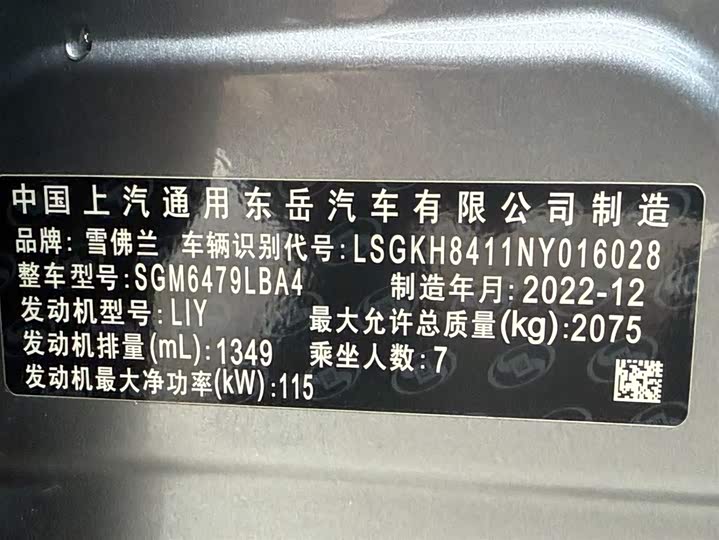 中国上汽通用东岳汽车有限公司制造
品牌: 雪佛兰 车辆识别代号:LSGKH8411NY016028
整车型号:SGM6479LBA4 制造年月:2022-12
发动机型号:LIY 最大允许总质量(kg):2075
发动机排量(mL):1349 乘坐人数:7
发动机最大净功率(kW):115